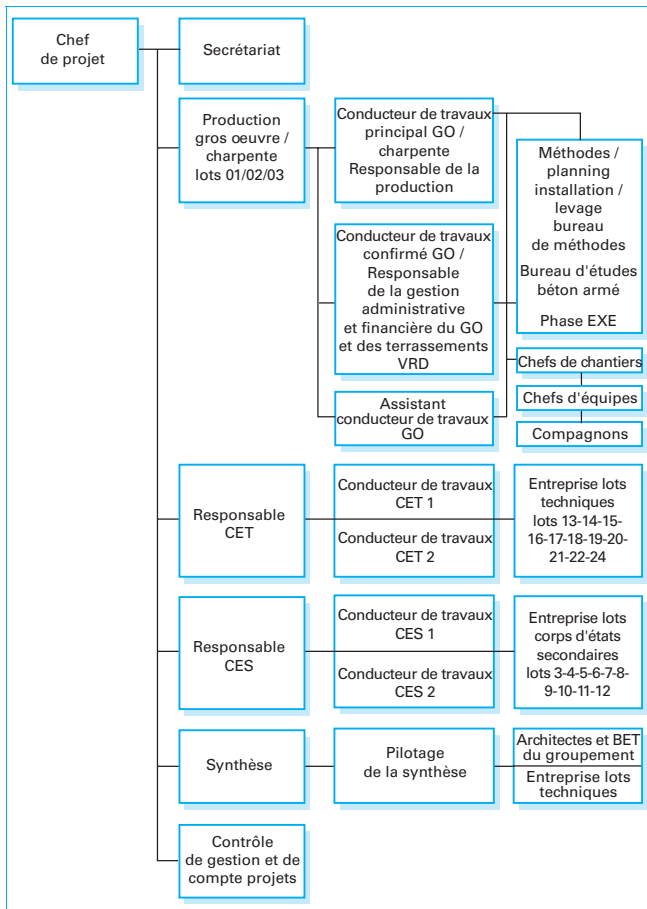 Chef
de projet
Secrétariat
Production
gros œuvre /
charpente
lots 01/02/03
Conducteur de travaux
principal GO /
charpente
Responsable de la
production
Méthodes /
planning
installation /
levage
bureau
de méthodes
Bureau d'études
béton armé
Phase EXE
Conducteur de travaux
confirmé GO /
Responsable
de la gestion
administrative
et financière du GO
et des terrassements
VRD
Chefs de chantiers
Chefs d'équipes
Compagnons
Assistant
conducteur de travaux
GO
Responsable
CET
Conducteur de travaux
CET 1
Conducteur de travaux
CET 2
Entreprise lots
techniques
lots 13-14-15-
-16-17-18-19-20-
21-22-24
Responsable
CES
Conducteur de travaux
CES 1
Conducteur de travaux
CES 2
Entreprise lots
corps d'états
secondaires
lots 3-4-5-6-7-8-
9-10-11-12
Synthèse
Pilotage
de la synthèse
Architectes et BET
du groupement
Entreprise lots
techniques
Contrôle
de gestion et de
compte projets